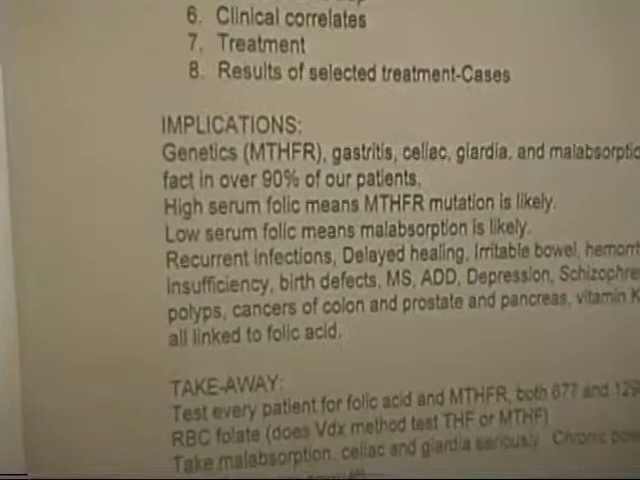 6. Clinical correlates
7. Treatment
8. Results of selected treatment-Cases
IMPLICATIONS:
Genetics (MTHFR), gastritis, celiac, giardia, and malabsorptio
fact in over 90% of our patients.
High serum folic means MTHFR mutation is likely.
Low serum folic means malabsorption is likely.
Recurrent infections, Delayed healing, Irritable bowel, hemorr
insufficiency, birth defects, MS, ADD, Depression, Schizophre
polyps, cancers of colon and prostate and pancreas, vitamin K
all linked to folic acid.
TAKE-AWAY:
Test every patient for folic acid and MTHFR, both 677 and 129
RBC folate (does Vdx method test THF or MTHF)
Take malabsorption, celiac and giardia seriously. Chronic bow